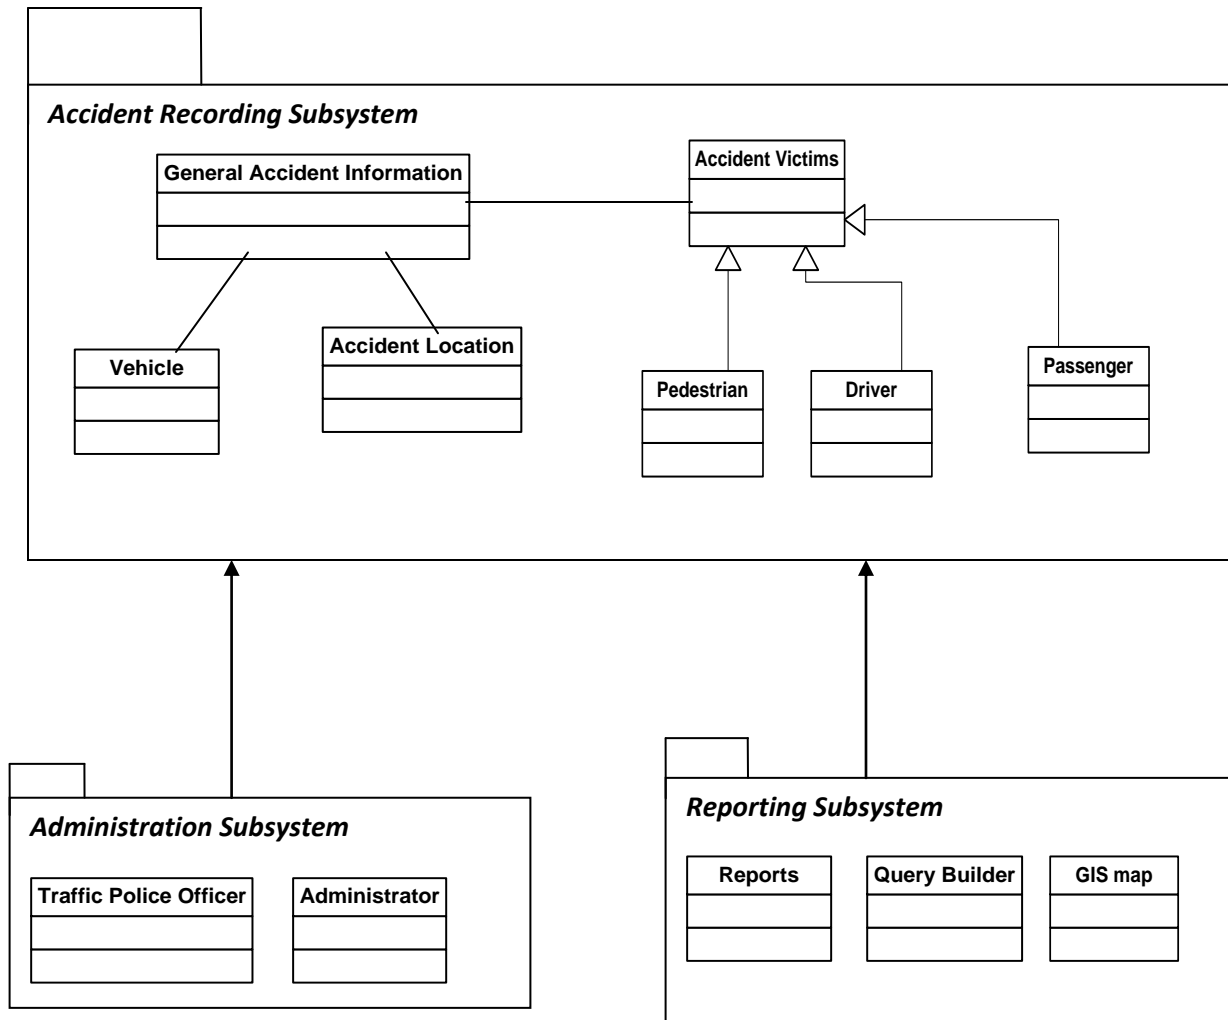 Accident Recording Subsystem
General Accident Information
Accident Victims
Vehicle
Accident Location
Pedestrian
Driver
Passenger
Administration Subsystem
Traffic Police Officer
Administrator
Reporting Subsystem
Reports
Query Builder
GIS map